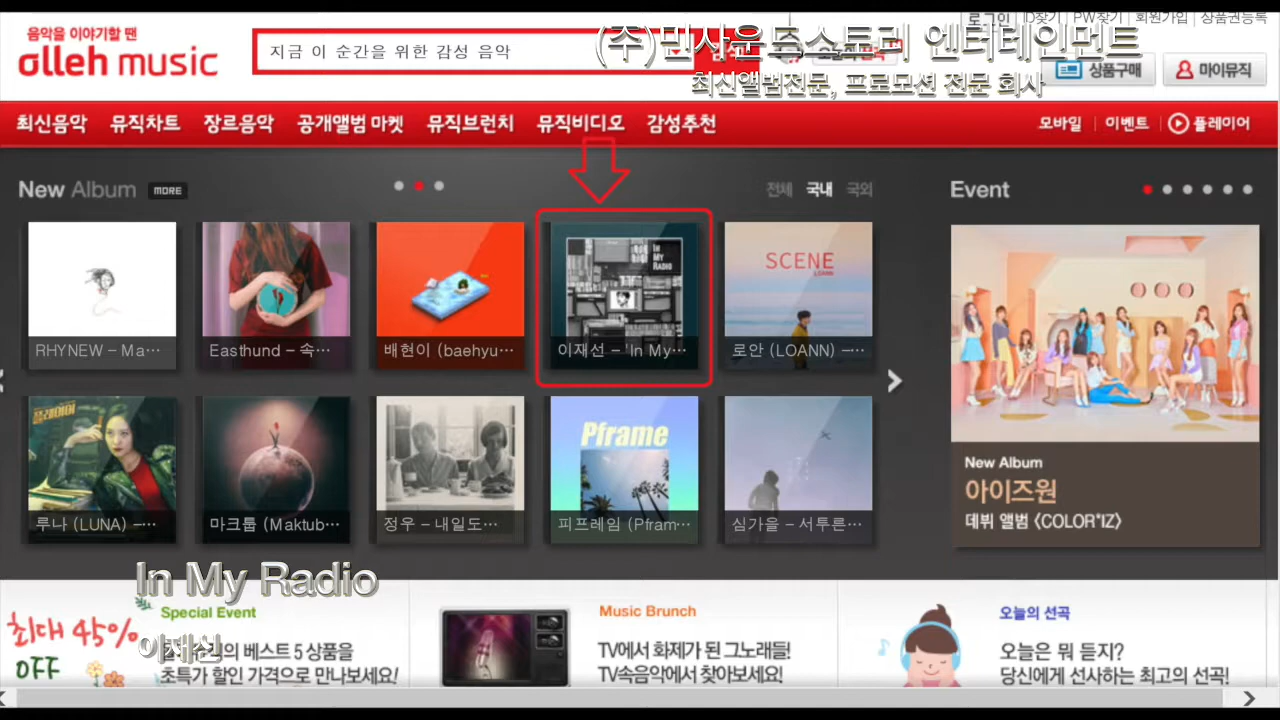 로그인 ID찾기 PW찾기 회원가입 상품권등록
음악을 이야기할 땐
olleh music
지금 이 순간을 위한 감성 음악
(주)민사운드스토리 엔터테인먼트
최신앨범전문, 프로모션 전문 회사
상품구매 마이뮤직
최신음악 뮤직차트 장르음악 공개앨범 마켓 뮤직브런치 뮤직비디오 감성추천 모바일 이벤트 플레이어
New Album MORE
전체 국내 국외
Event
SCENE
LOANN
IN MY RADIO
RHYNEW – Ma···
Easthund – 속···
배현이 (baehyu···
이재선 – 'In My···
로안 (LOANN) –···
Pframe
루나 (LUNA) –···
마크툽 (Maktub···
정우 – 내일도···
피프레임 (Pfram···
심가을 – 서투른···
New Album
아이즈원
데뷔 앨범 〈COLOR*IZ〉
In My Radio
이재선
최대 45%
OFF
Special Event
베스트 5 상품을
초특가 할인 가격으로 만나보세요!
Music Brunch
TV에서 화제가 된 그노래들!
TV속음악에서 찾아보세요!
오늘의 선곡
오늘은 뭐 듣지?
당신에게 선사하는 최고의 선곡!